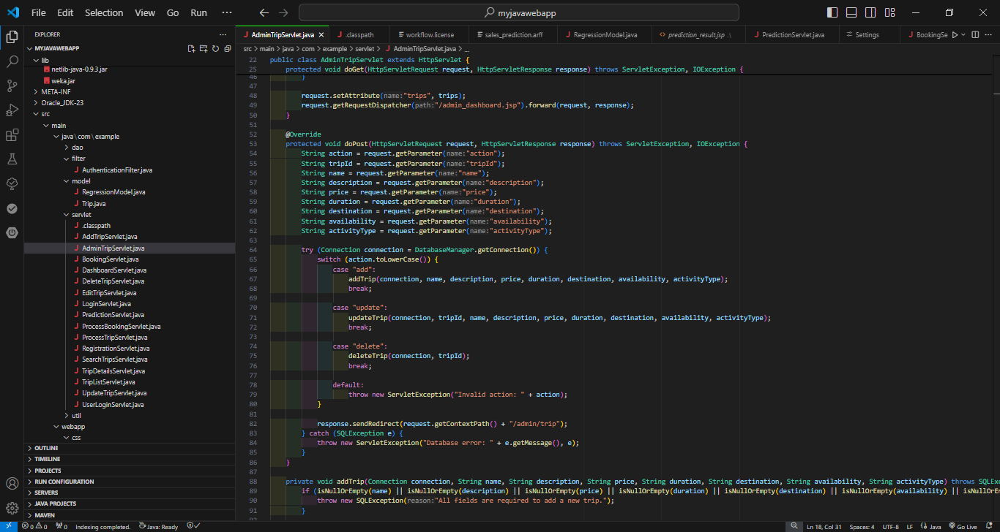 File Edit Selection View Go Run ··· myjavawebapp
EXPLORER ···
MYJAVAWEBAPP
lib
netlib-java-0.9.3.jar
weka.jar
META-INF
Oracle_JDK-23
src
main
java\com\example
dao
filter
AuthenticationFilter.java
model
RegressionModel.java
Trip.java
servlet
.classpath
AddTripServlet.java
AdminTripServlet.java
BookingServlet.java
DashboardServlet.java
DeleteTripServlet.java
EditTripServlet.java
LoginServlet.java
PredictionServlet.java
ProcessBookingServlet.java
ProcessTripServlet.java
RegistrationServlet.java
SearchTripsServlet.java
TripDetailsServlet.java
TripListServlet.java
UpdateTripServlet.java
UserLoginServlet.java
util
webapp
css
OUTLINE
TIMELINE
PROJECTS
RUN CONFIGURATION
SERVERS
JAVA PROJECTS
MAVEN
AdminTripServlet.java .classpath workflow.license sales_prediction.arff RegressionModel.java prediction_result.jsp .\ PredictionServlet.java Settings BookingSe ···
src > main > java > com > example > servlet > AdminTripServlet.java > ...
22 public class AdminTripServlet extends HttpServlet {
25 protected void doGet(HttpServletRequest request, HttpServletResponse response) throws ServletException, IOException {
46 }
47
48 request.setAttribute(name:"trips", trips);
49 request.getRequestDispatcher(path:"/admin_dashboard.jsp").forward(request, response);
50 }
51
52 @Override
53 protected void doPost(HttpServletRequest request, HttpServletResponse response) throws ServletException, IOException {
54 String action = request.getParameter(name:"action");
55 String tripId = request.getParameter(name:"tripId");
56 String name = request.getParameter(name:"name");
57 String description = request.getParameter(name:"description");
58 String price = request.getParameter(name:"price");
59 String duration = request.getParameter(name:"duration");
60 String destination = request.getParameter(name:"destination");
61 String availability = request.getParameter(name:"availability");
62 String activityType = request.getParameter(name:"activityType");
63
64 try (Connection connection = DatabaseManager.getConnection()) {
65 switch (action.toLowerCase()) {
66 case "add":
67 addTrip(connection, name, description, price, duration, destination, availability, activityType);
68 break;
69
70 case "update":
71 updateTrip(connection, tripId, name, description, price, duration, destination, availability, activityType);
72 break;
73
74 case "delete":
75 deleteTrip(connection, tripId);
76 break;
77
78 default:
79 throw new ServletException("Invalid action: " + action);
80 }
81
82 response.sendRedirect(request.getContextPath() + "/admin/trip");
83 } catch (SQLException e) {
84 throw new ServletException("Database error: " + e.getMessage(), e);
85 }
86 }
87
88 private void addTrip(Connection connection, String name, String description, String price, String duration, String destination, String availability, String activityType) throws SQLExc
89 if (isNullOrEmpty(name) || isNullOrEmpty(description) || isNullOrEmpty(price) || isNullOrEmpty(duration) || isNullOrEmpty(destination) || isNullOrEmpty(availability) || isNullOrEm
90 throw new SQLException(reason:"All fields are required to add a new trip.");
91 }
92
0 0 0 Indexing completed. Java: Ready Ln 18, Col 31 Spaces: 4 UTF-8 LF {} Java Go Live